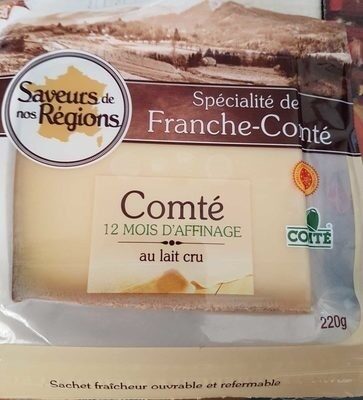 Saveurs de
nos Régions
Spécialité de
Franche-Comté
Comté
12 MOIS D'AFFINAGE
au lait cru
COITÉ
220g
Sachet fraîcheur ouvrable et refermable